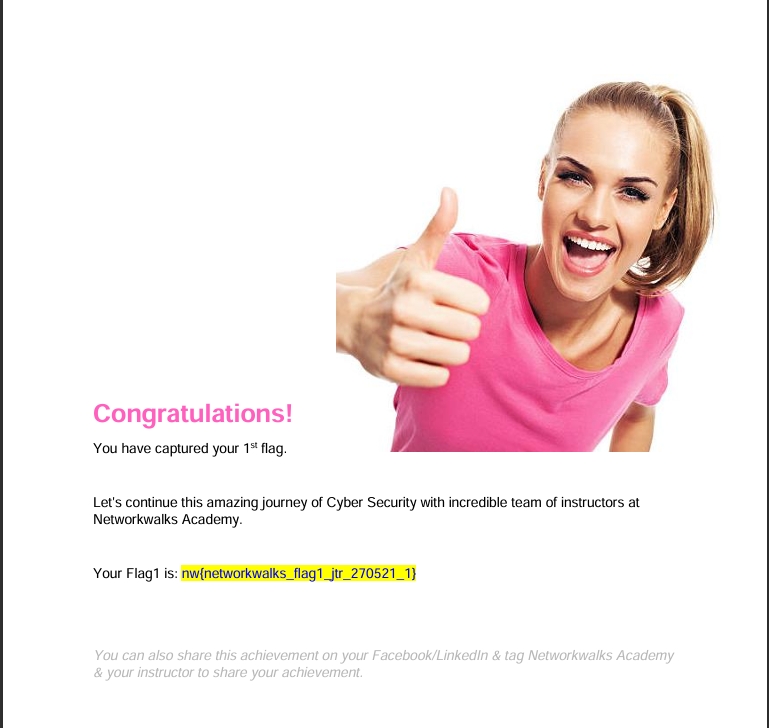 Congratulations!
You have captured your 1st flag.
Let's continue this amazing journey of Cyber Security with incredible team of instructors at
Networkwalks Academy.
Your Flag1 is: nw{networkwalks_flag1_jtr_270521_1}
You can also share this achievement on your Facebook/LinkedIn & tag Networkwalks Academy
& your instructor to share your achievement.